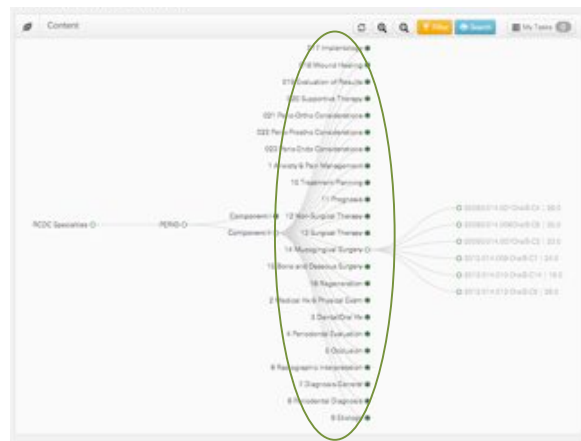 Content
Filter
Search
My Tasks
017 Implantology
018 Wound Healing
019 Evaluation of Results
020 Supportive Therapy
021 Perio-Ortho Considerations
022 Perio-Prostho Considerations
023 Perio-Endo Considerations
1 Anxiety & Pain Management
10 Treatment Planning
11 Prognosis
Component I
12 Non-Surgical Therapy
RCDC Specialties
PERIO
Component II
13 Surgical Therapy
14 Mucogingival Surgery
15 Bone and Osseous Surgery
16 Regeneration
2 Medical Hx & Physical Exam
3 Dental/Oral Hx
4 Periodontal Evaluation
5 Occlusion
6 Radiographic Interpretation
7 Diagnosis-General
8 Periodontal Diagnosis
9 Etiology